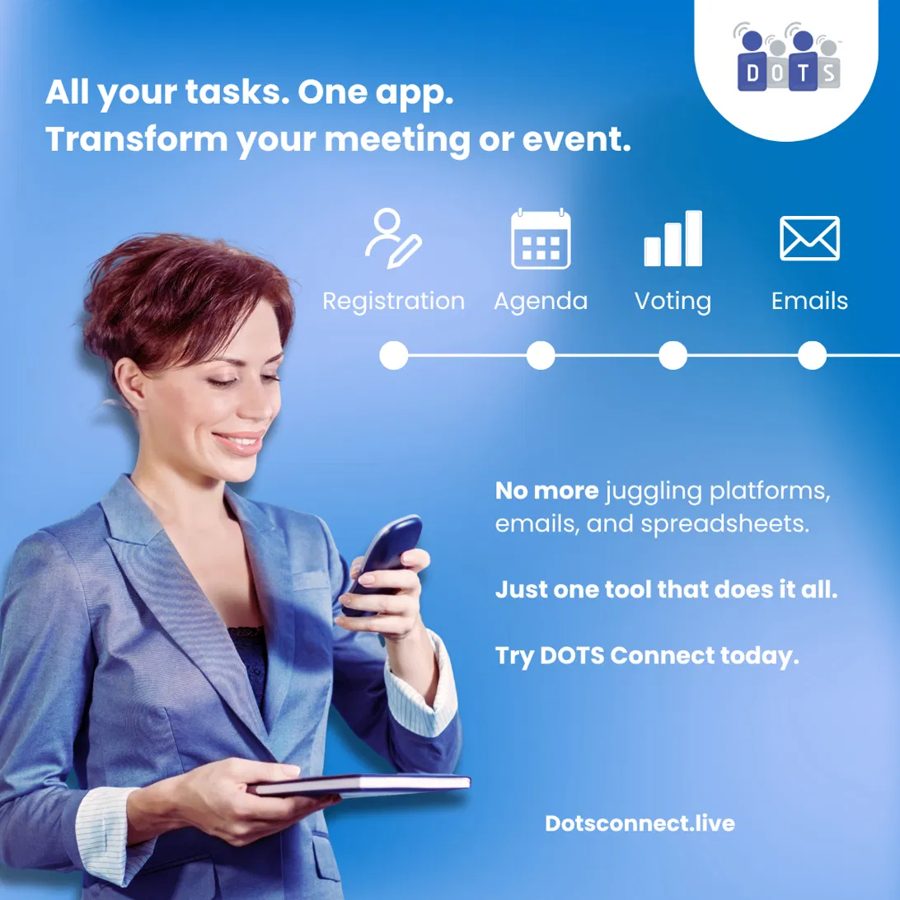 DOTS
All your tasks. One app.
Transform your meeting or event.
Registration
Agenda
Voting
Emails
No more juggling platforms,
emails, and spreadsheets.
Just one tool that does it all.
Try DOTS Connect today.
Dotsconnect.live